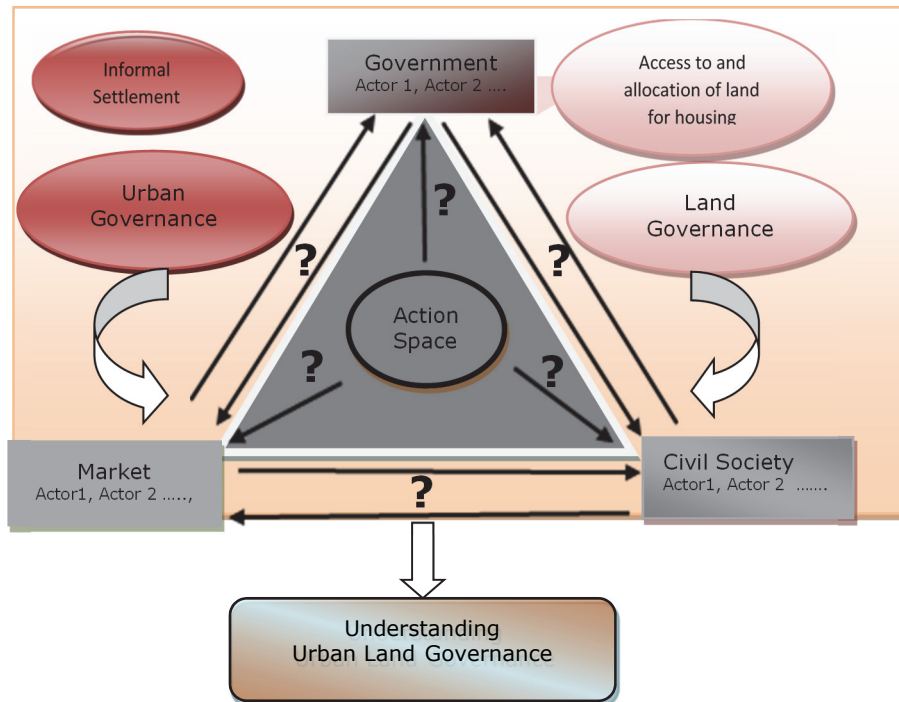 Informal
Settlement
Government
Actor 1, Actor 2 ....
Access to and
allocation of land
for housing
Urban
Governance
?
Land
Governance
?
?
Action
Space
?
?
Market
Actor1, Actor 2 .....,
Civil Society
Actor1, Actor 2 .......
?
Understanding
Urban Land Governance